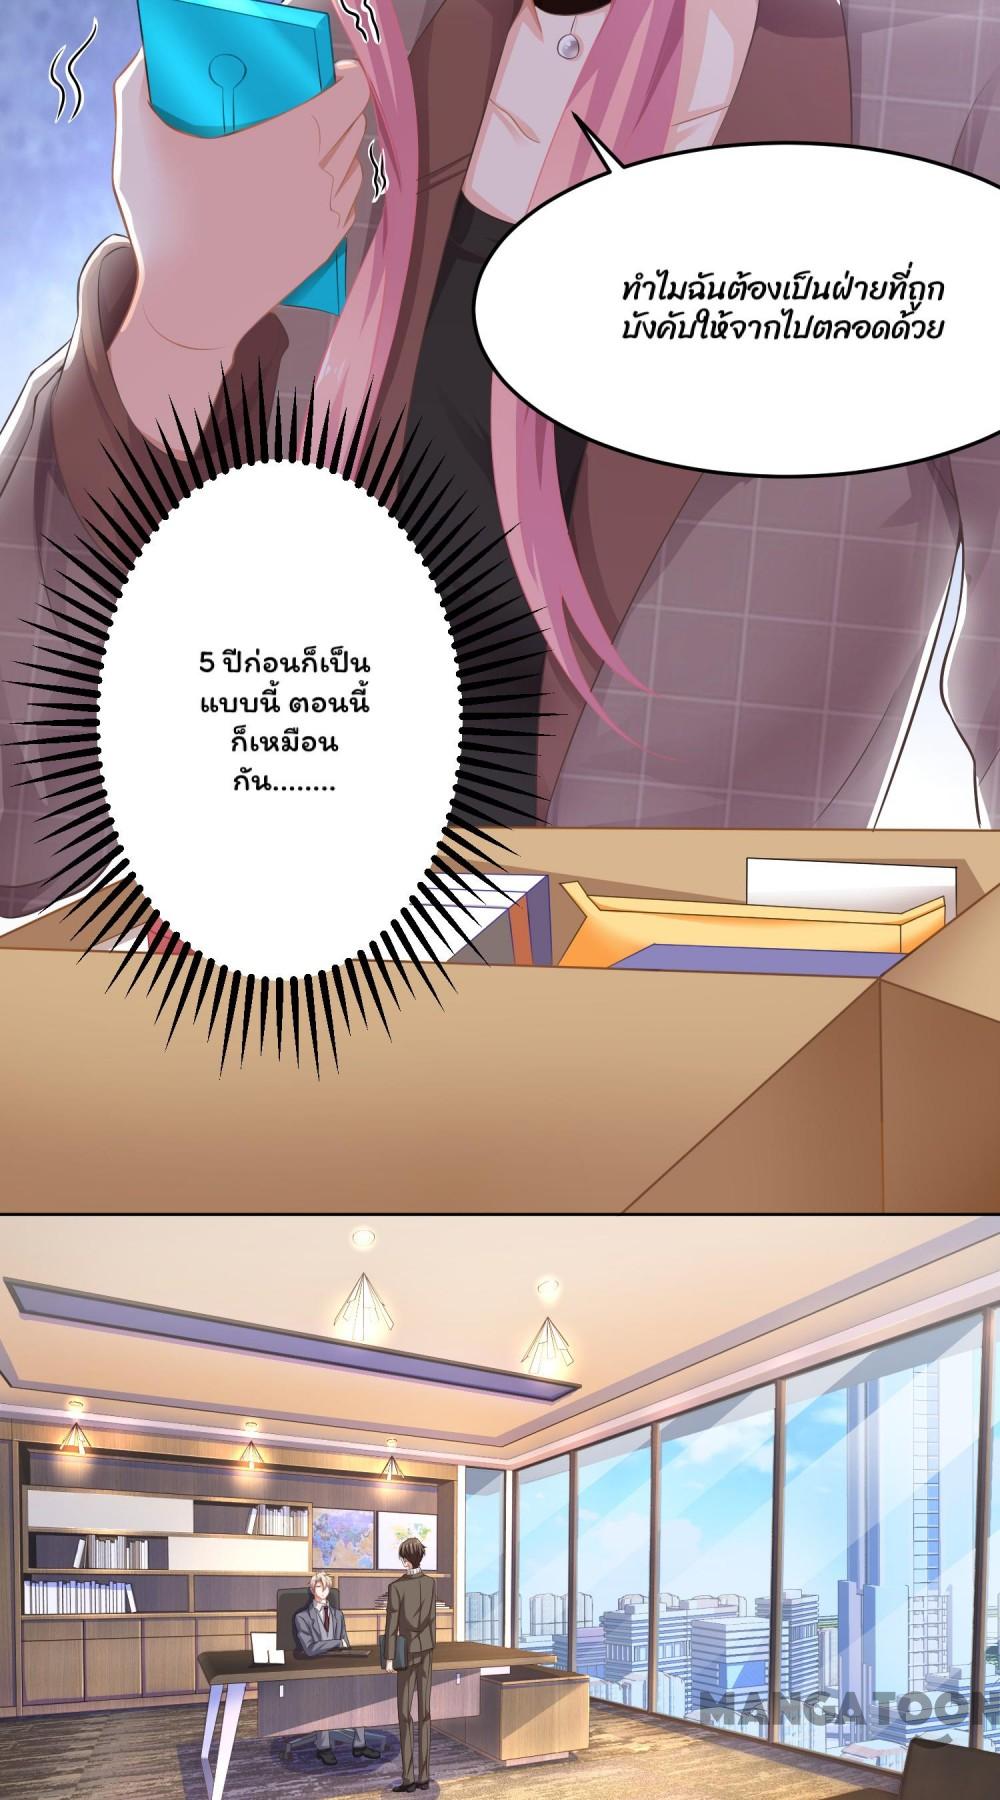 ทำไมฉันต้องเป็นฝ่ายที่ถูก
บังคับให้จากไปตลอดด้วย
5 ปีก่อนก็เป็น
แบบนี้ ตอนนี้
ก็เหมือน
กัน........
MANGATOON